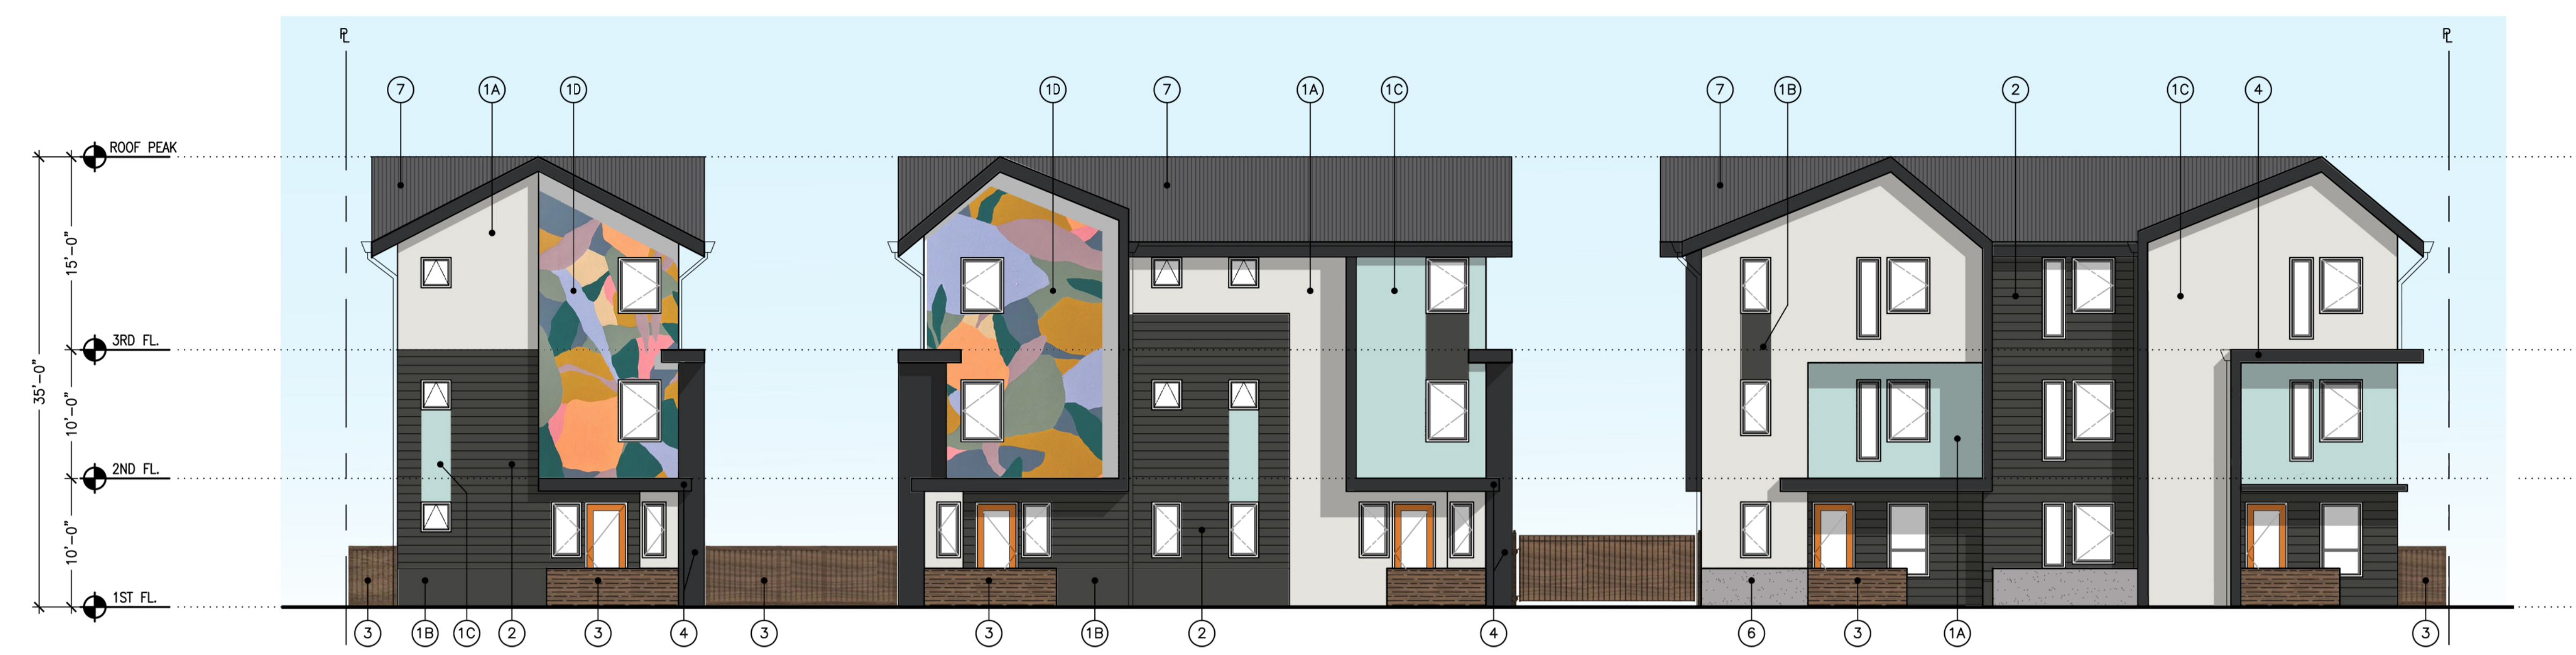 PL PL
7 1A 1D 1D 7 1A 1C 7 1B 2 1C 4
ROOF PEAK
15'-0"
3RD FL.
35'-0"
10'-0"
2ND FL.
10'-0"
1ST FL.
3 1B 1C 2 3 4 3 3 1B 2 4 6 3 1A 3